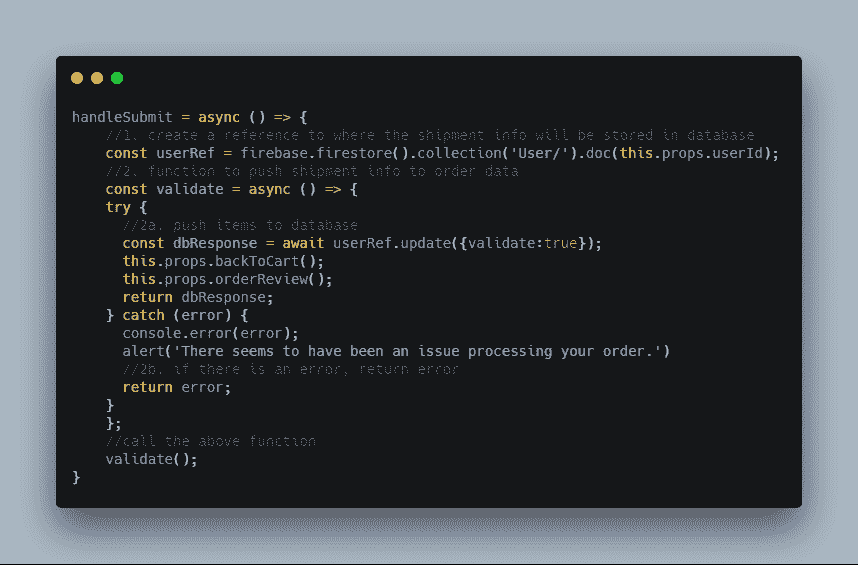 handleSubmit = async () => {
//1. create a reference to where the shipment info will be stored in database
const userRef = firebase.firestore().collection('User/').doc(this.props.userId);
//2. function to push shipment info to order data
const validate = async () => {
try {
//2a. push items to database
const dbResponse = await userRef.update({validate:true});
this.props.backToCart();
this.props.orderReview();
return dbResponse;
} catch (error) {
console.error(error);
alert('There seems to have been an issue processing your order.')
//2b. if there is an error, return error
return error;
}
};
//call the above function
validate();
}